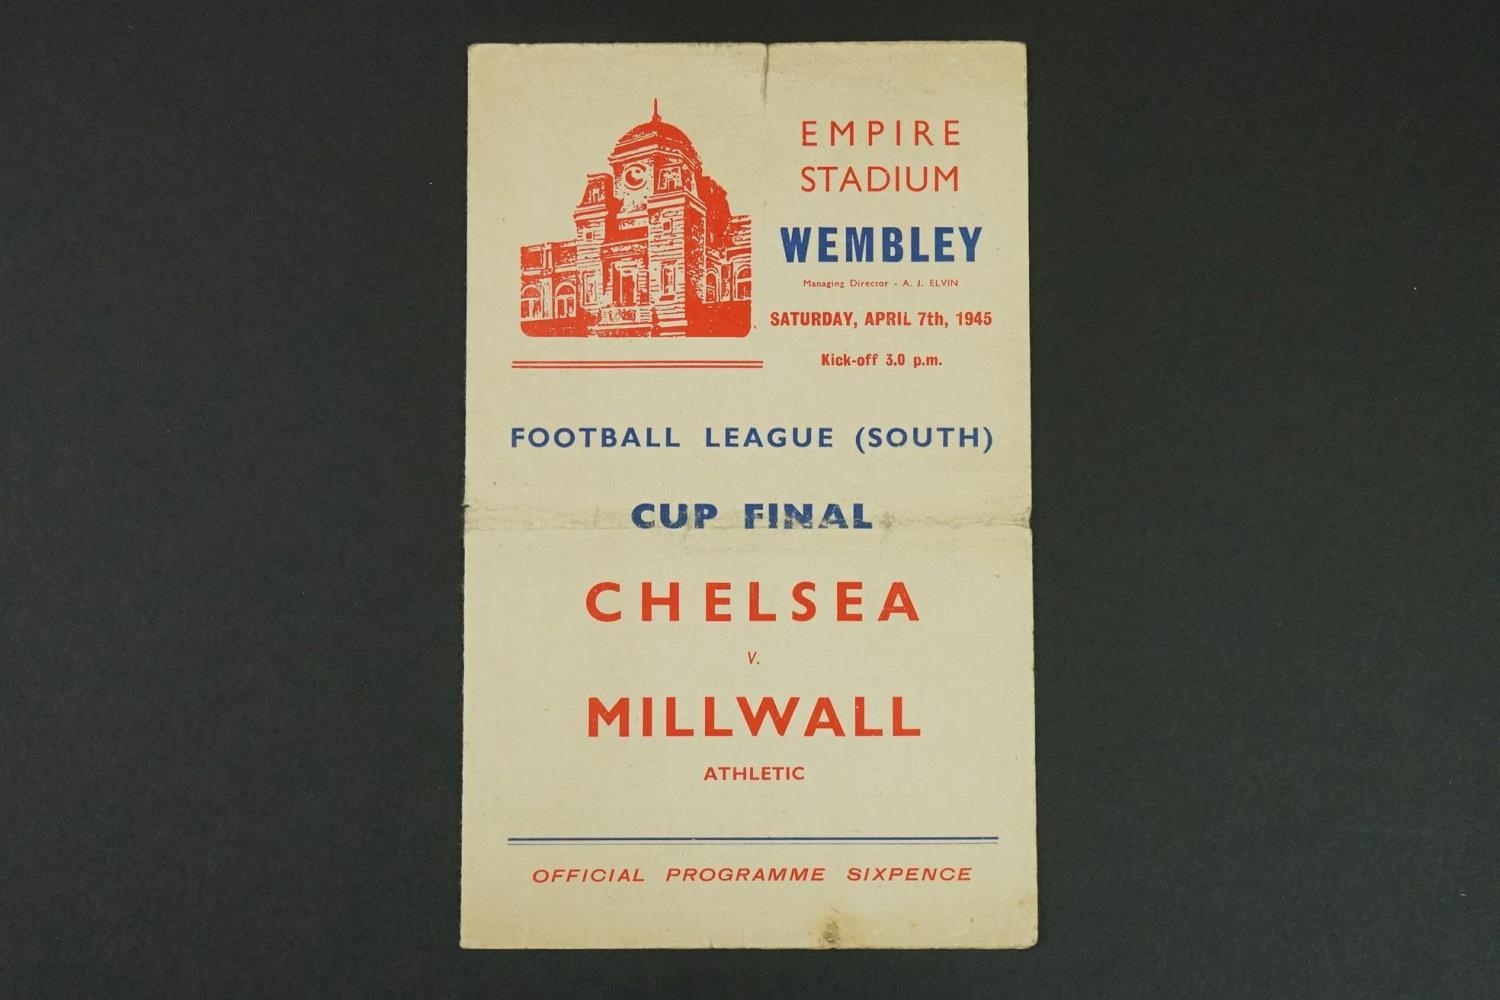 EMPIRE
STADIUM
WEMBLEY
Managing Director - A. J. ELVIN
SATURDAY, APRIL 7th, 1945
Kick-off 3.0 p.m.
FOOTBALL LEAGUE (SOUTH)
CUP FINAL
CHELSEA
V.
MILLWALL
ATHLETIC
OFFICIAL PROGRAMME SIXPENCE